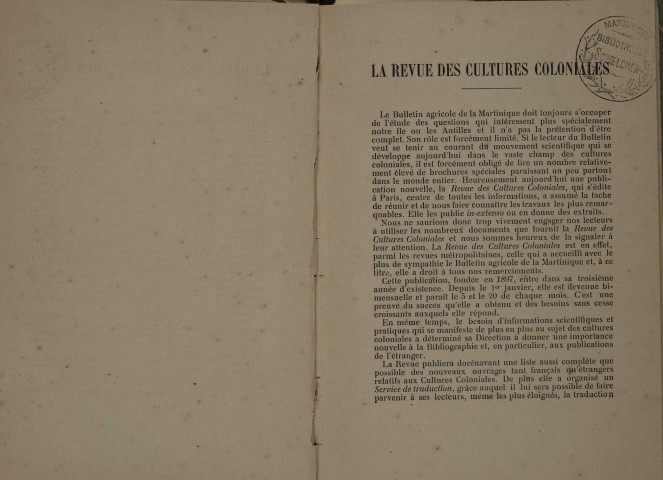 MARTINIQUE
BIBLIOTHÈQUE
SCHŒLCHER
LA REVUE DES CULTURES COLONIALES
Le Bulletin agricole de la Martinique doit toujours s'occuper
de l'étude des questions qui intéressent plus spécialement
notre île ou les Antilles et il n'a pas la prétention d'être
complet. Son rôle est forcément limité. Si le lecteur du Bulletin
veut se tenir au courant du mouvement scientifique qui se
développe aujourd'hui dans le vaste champ des cultures
coloniales, il est forcément obligé de lire un nombre relative-
ment élevé de brochures spéciales paraissant un peu partout
dans le monde entier. Heureusement aujourd'hui une publi-
cation nouvelle, la Revue des Cultures Coloniales, qui s'édite
à Paris, centre de toutes les informations, a assumé la tâche
de réunir et de nous faire connaître les travaux les plus remar-
quables. Elle les publie in-extenso ou en donne des extraits.
Nous ne saurions donc trop vivement engager nos lecteurs
à utiliser les nombreux documents que fournit la Revue des
Cultures Coloniales et nous sommes heureux de la signaler à
leur attention. La Revue des Cultures Coloniales est en effet,
parmi les revues métropolitaines, celle qui a accueilli avec le
plus de sympathie le Bulletin agricole de la Martinique et, à ce
titre, elle a droit à tous nos remerciements.
Cette publication, fondée en 1897, entre dans sa troisième
année d'existence. Depuis le 1er janvier, elle est devenue bi-
mensuelle et paraît le 5 et le 20 de chaque mois. C'est une
preuve du succès qu'elle a obtenu et des besoins sans cesse
croissants auxquels elle répond.
En même temps, le besoin d'informations scientifiques et
pratiques qui se manifeste de plus en plus au sujet des cultures
coloniales a déterminé sa Direction à donner une importance
nouvelle à la Bibliographie et, en particulier, aux publications
de l'étranger.
La Revue publiera dorénavant une liste aussi complète que
possible des nouveaux ouvrages tant français qu'étrangers
relatifs aux Cultures Coloniales. De plus elle a organisé un
Service de traduction, grâce auquel il lui sera possible de faire
parvenir à ses lecteurs, même les plus éloignés, la traduction